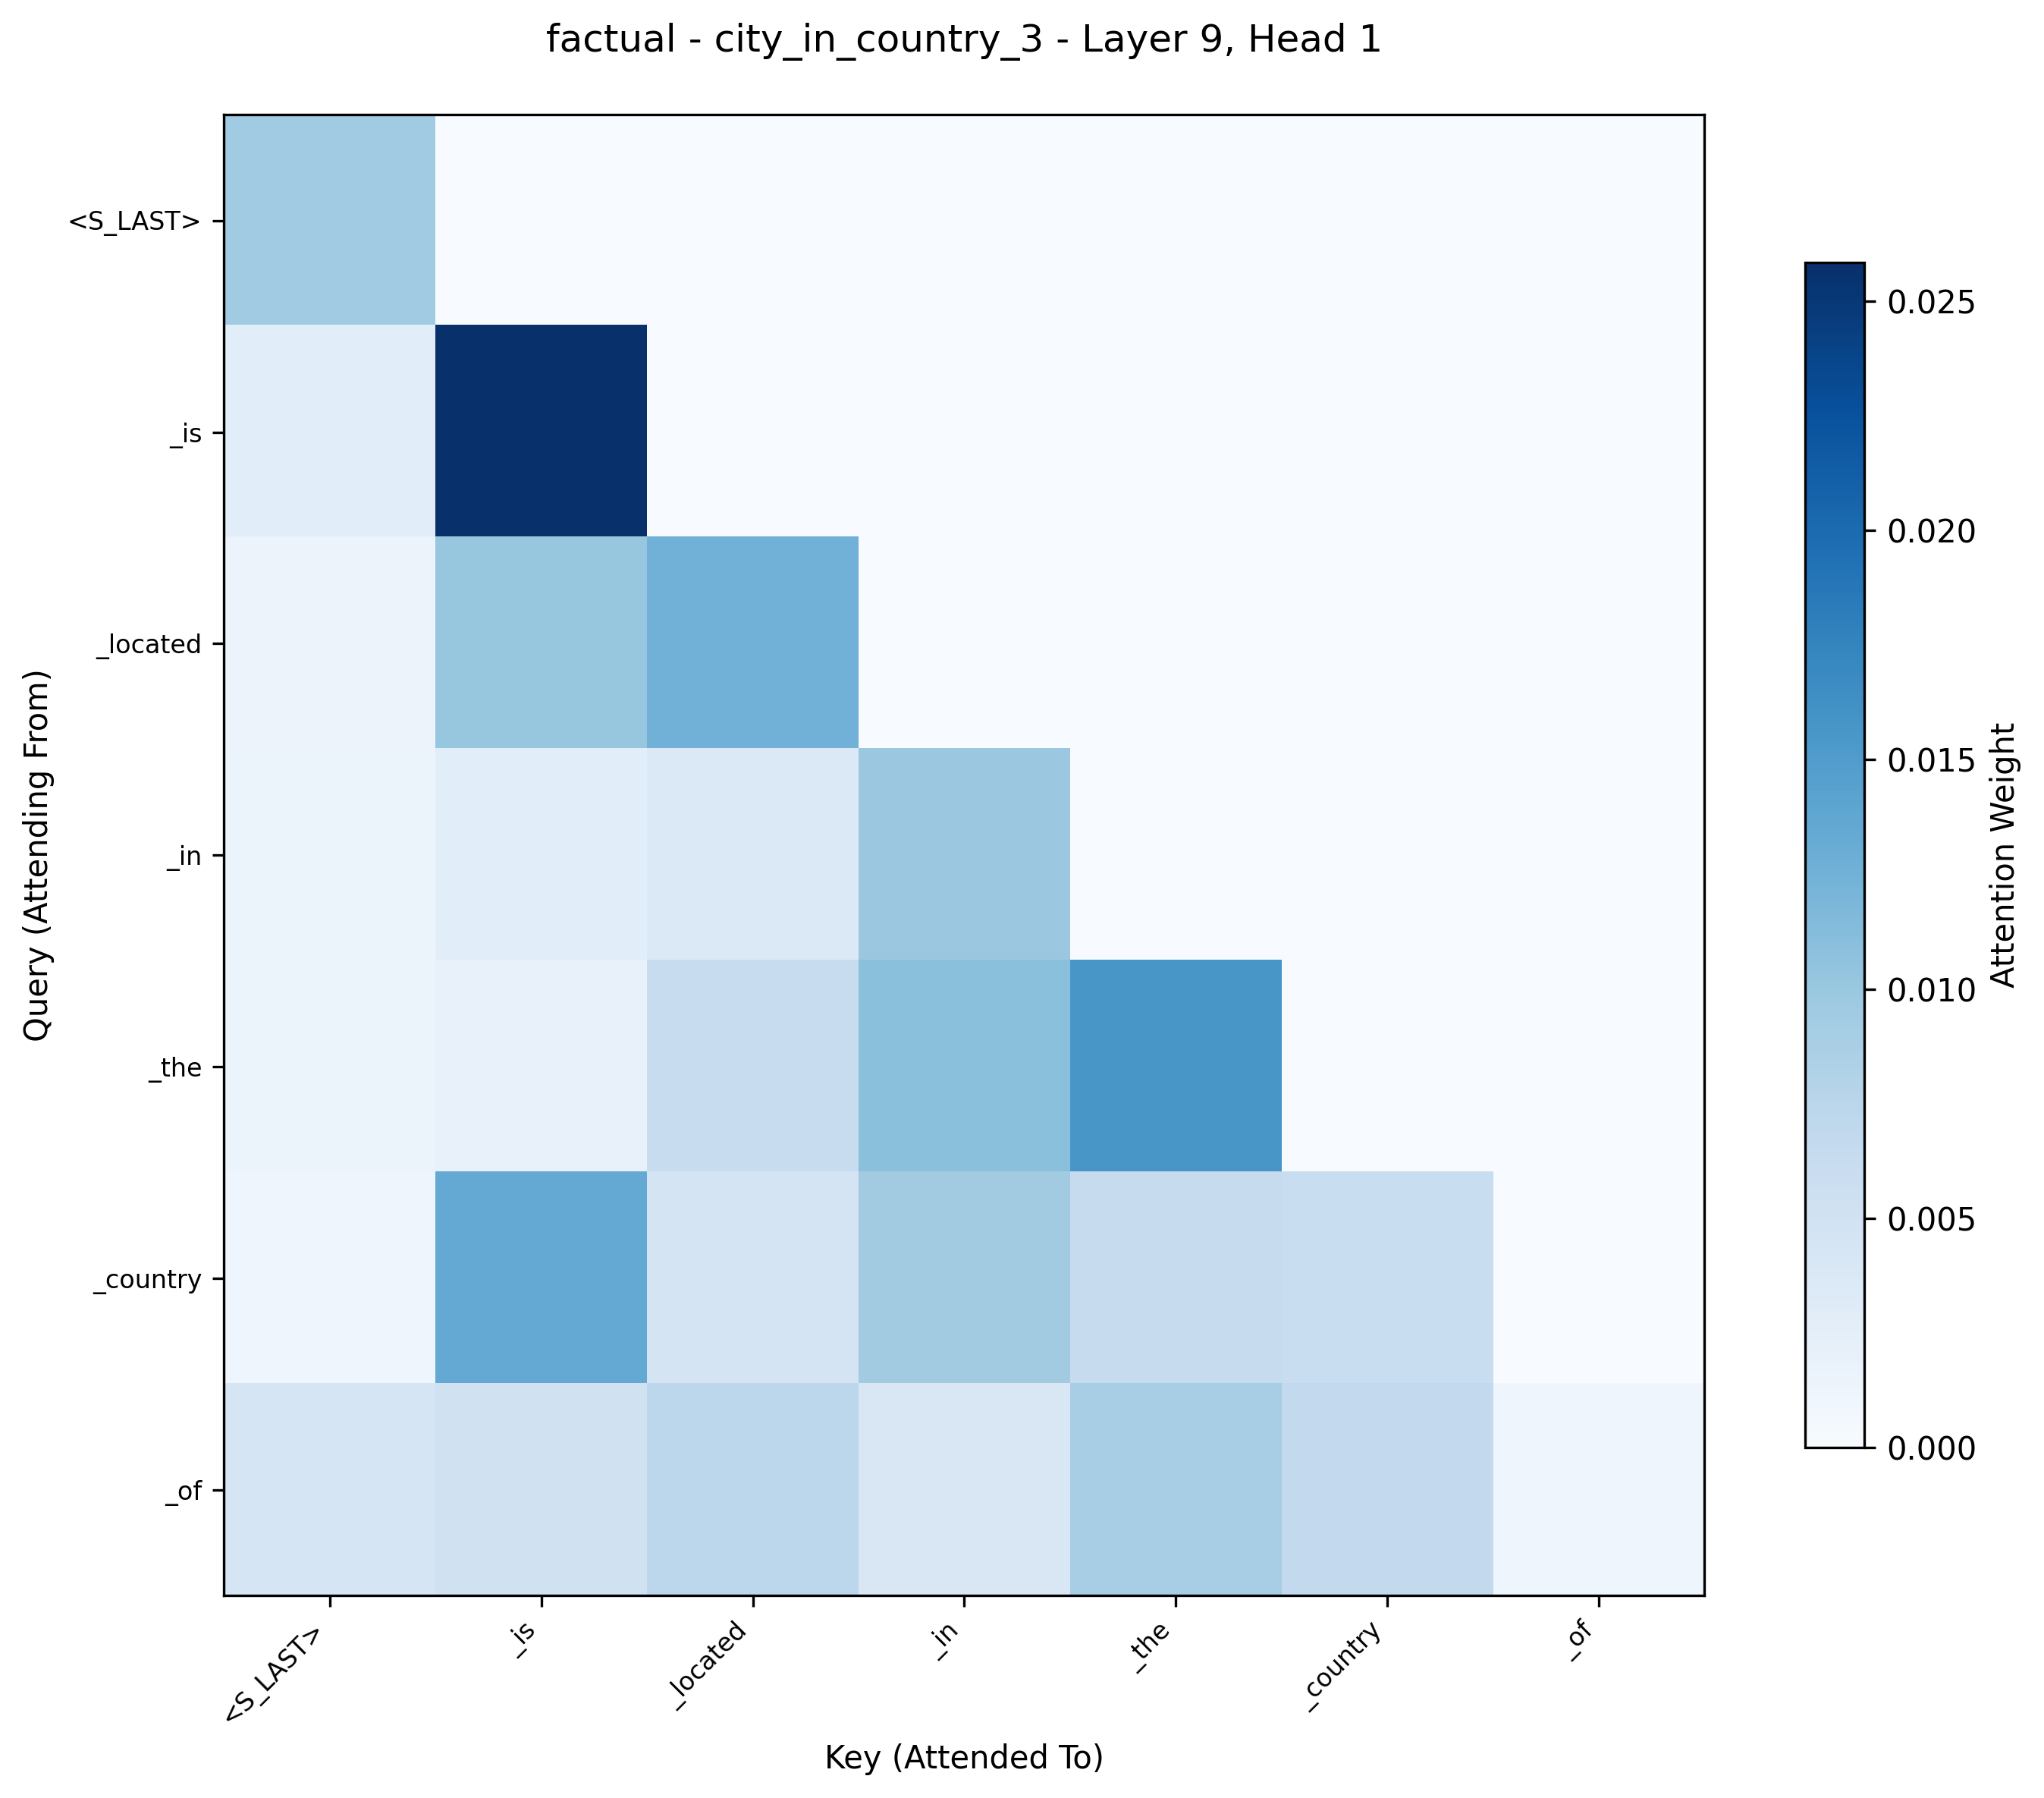 factual - city_in_country_3 - Layer 9, Head 1
Query (Attending From)
<S_LAST>
_is
_located
_in
_the
_country
_of
<S_LAST>
_is
_located
_in
_the
_country
_of
Key (Attended To)
0.025
0.020
0.015
0.010
0.005
0.000
Attention Weight